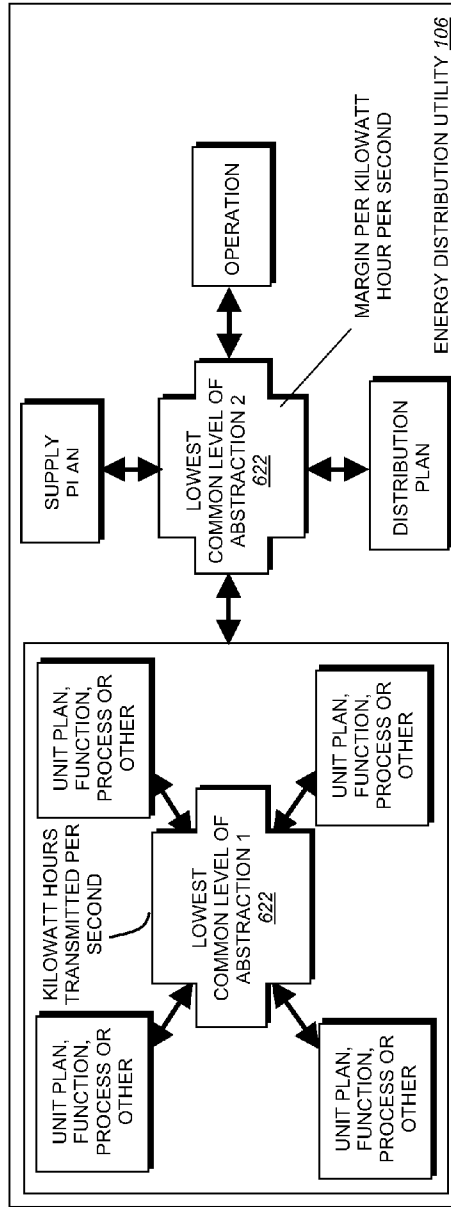 UNIT PLAN,
FUNCTION,
PROCESS OR
OTHER
KILOWATT HOURS
TRANSMITTED PER
SECOND
UNIT PLAN,
FUNCTION,
PROCESS OR
OTHER
LOWEST
COMMON LEVEL OF
ABSTRACTION 1
622
UNIT PLAN,
FUNCTION,
PROCESS OR
OTHER
UNIT PLAN,
FUNCTION,
PROCESS OR
OTHER
SUPPLY
PI AN
LOWEST
COMMON LEVEL OF
ABSTRACTION 2
622
OPERATION
MARGIN PER KILOWATT
HOUR PER SECOND
DISTRIBUTION
PLAN
ENERGY DISTRIBUTION UTILITY 106